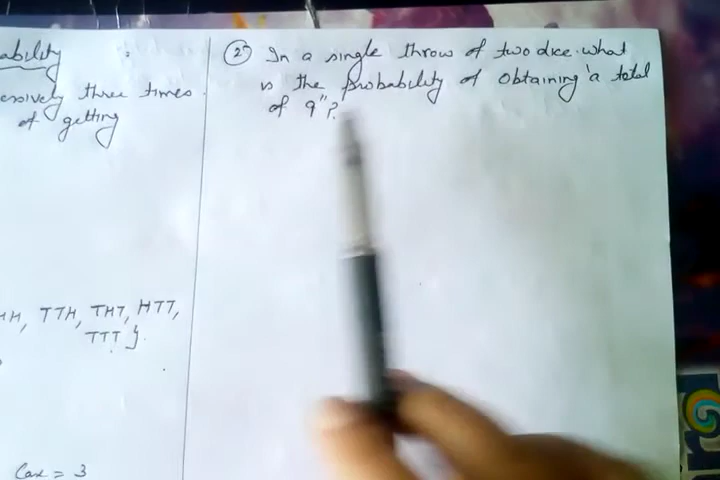 ability :
essively three times.
of getting
HH, TTH, THT, HTT,
TTT }.
Case = 3
(2) In a single throw of two dice. what
is the probability of obtaining "a total
of 9"?